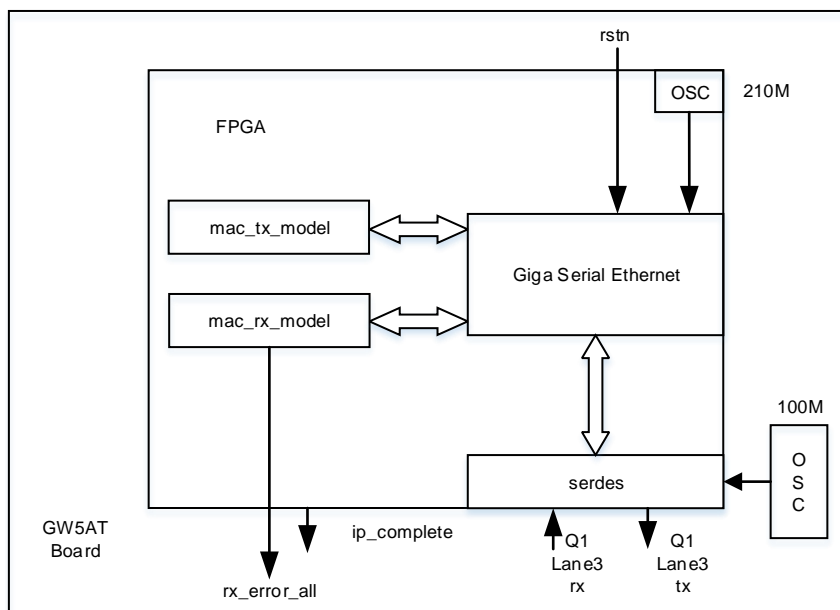 rstn
OSC
210M
FPGA
mac_tx_model
Giga Serial Ethernet
mac_rx_model
100M
O
S
C
serdes
GW5AT
Board
ip_complete
Q1
Lane3
rx
Q1
Lane3
tx
rx_error_all